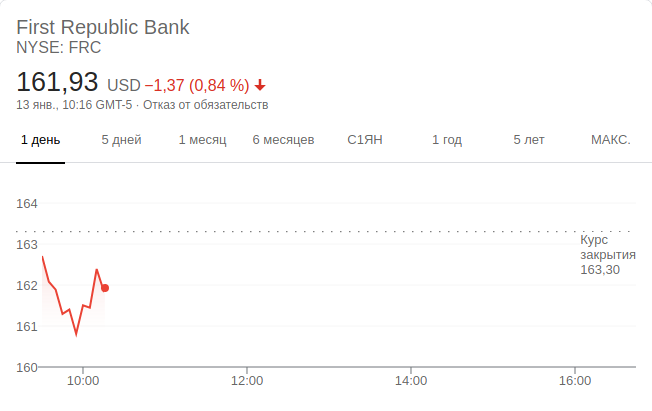 First Republic Bank
NYSE: FRC
161,93 USD −1,37 (0,84 %)
13 янв., 10:16 GMT-5 · Отказ от обязательств
1 день 5 дней 1 месяц 6 месяцев С1ЯН 1 год 5 лет МАКС.
164
163
162
161
160
Курс
закрытия
163,30
10:00 12:00 14:00 16:00